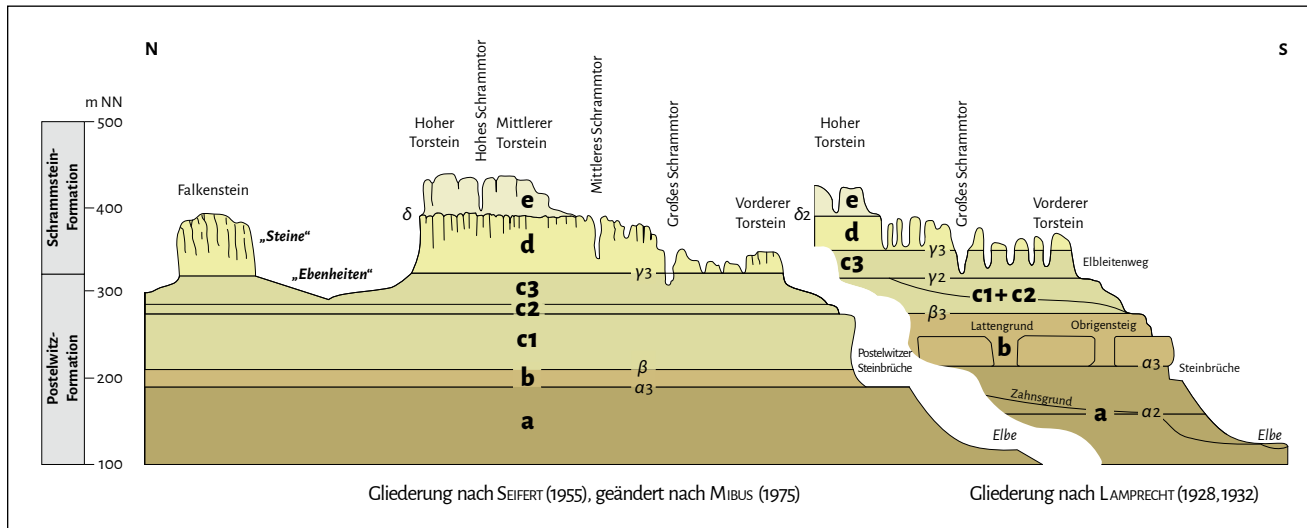 N
S
m NN
500
400
300
200
100
Schrammstein-
Formation
Postelwitz-
Formation
Falkenstein
„Steine“
„Ebenheiten“
Hoher
Torstein
Hohes Schrammtor
Mittlerer
Torstein
Mittleres Schrammtor
Großes Schrammtor
Vorderer
Torstein
δ
e
d
γ3
c3
c2
c1
β
b
α3
a
Postelwitzer
Steinbrüche
Elbe
Hoher
Torstein
Großes Schrammtor
Vorderer
Torstein
δ2
e
d
γ3
c3
Elbleitenweg
γ2
c1 + c2
β3
Lattengrund
Obrigensteig
b
α3
Steinbrüche
Zahnsgrund
a
α2
Elbe
Gliederung nach SEIFERT (1955), geändert nach MIBUS (1975)
Gliederung nach LAMPRECHT (1928, 1932)